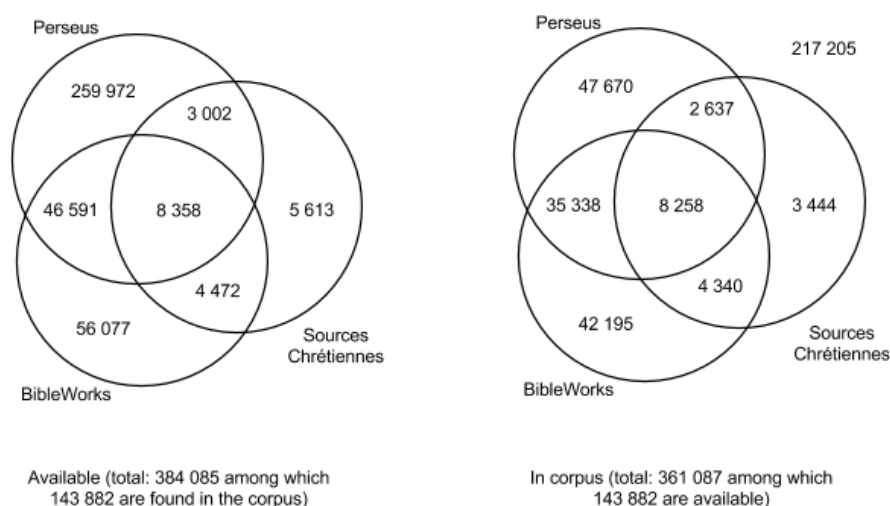 Perseus
259 972
3 002
46 591
8 358
5 613
4 472
56 077
Sources
Chrétiennes
BibleWorks
Available (total: 384 085 among which
143 882 are found in the corpus)
Perseus
217 205
47 670
2 637
35 338
8 258
3 444
4 340
42 195
Sources
Chrétiennes
BibleWorks
In corpus (total: 361 087 among which
143 882 are available)